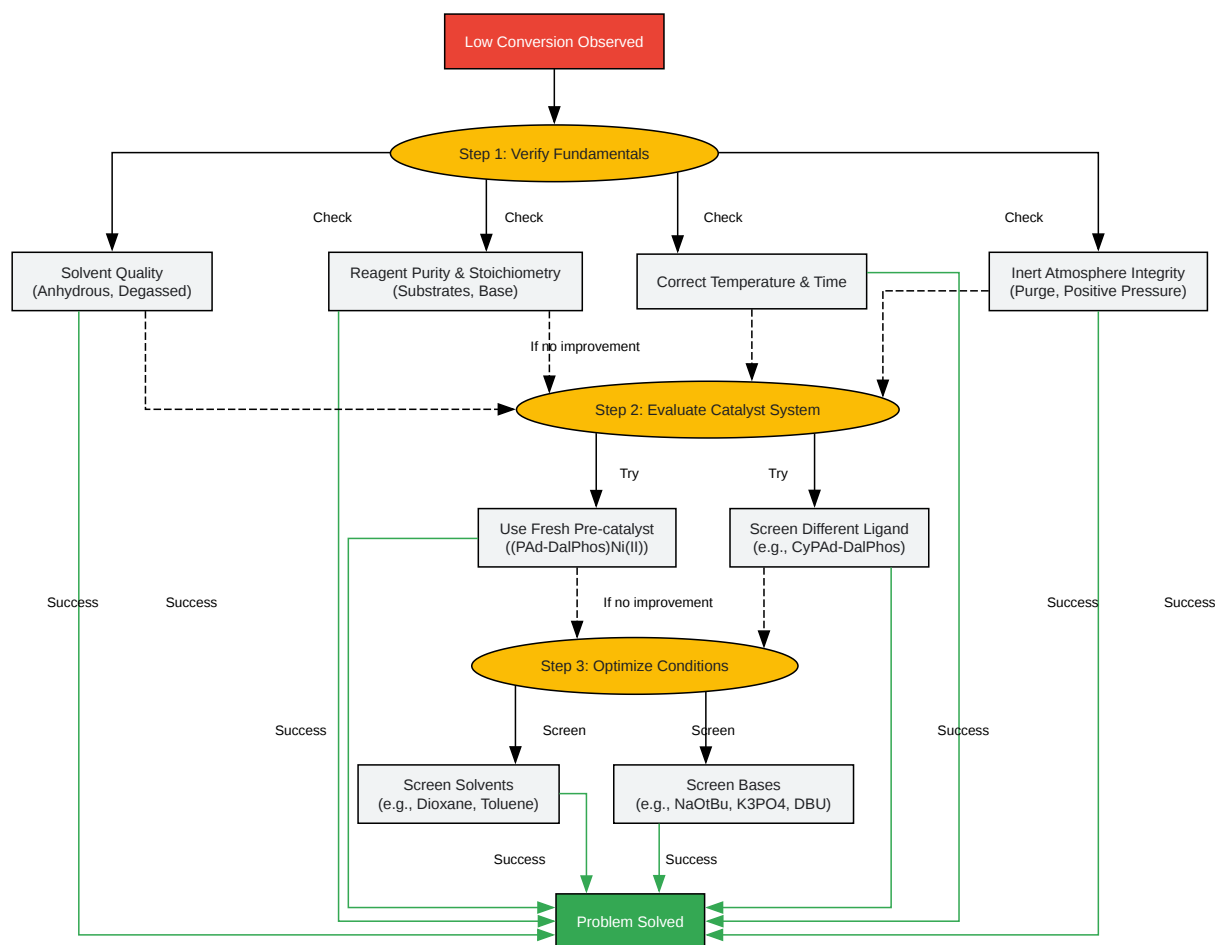 Low Conversion Observed
Step 1: Verify Fundamentals
Check
Check
Check
Check
Solvent Quality
(Anhydrous, Degassed)
Reagent Purity & Stoichiometry
(Substrates, Base)
Correct Temperature & Time
Inert Atmosphere Integrity
(Purge, Positive Pressure)
If no improvement
Step 2: Evaluate Catalyst System
Try
Try
Use Fresh Pre-catalyst
((PAd-DalPhos)Ni(II))
Screen Different Ligand
(e.g., CyPAd-DalPhos)
Success
Success
If no improvement
Success
Success
Step 3: Optimize Conditions
Success
Screen
Screen
Success
Screen Solvents
(e.g., Dioxane, Toluene)
Screen Bases
(e.g., NaOtBu, K3PO4, DBU)
Success
Success
Problem Solved